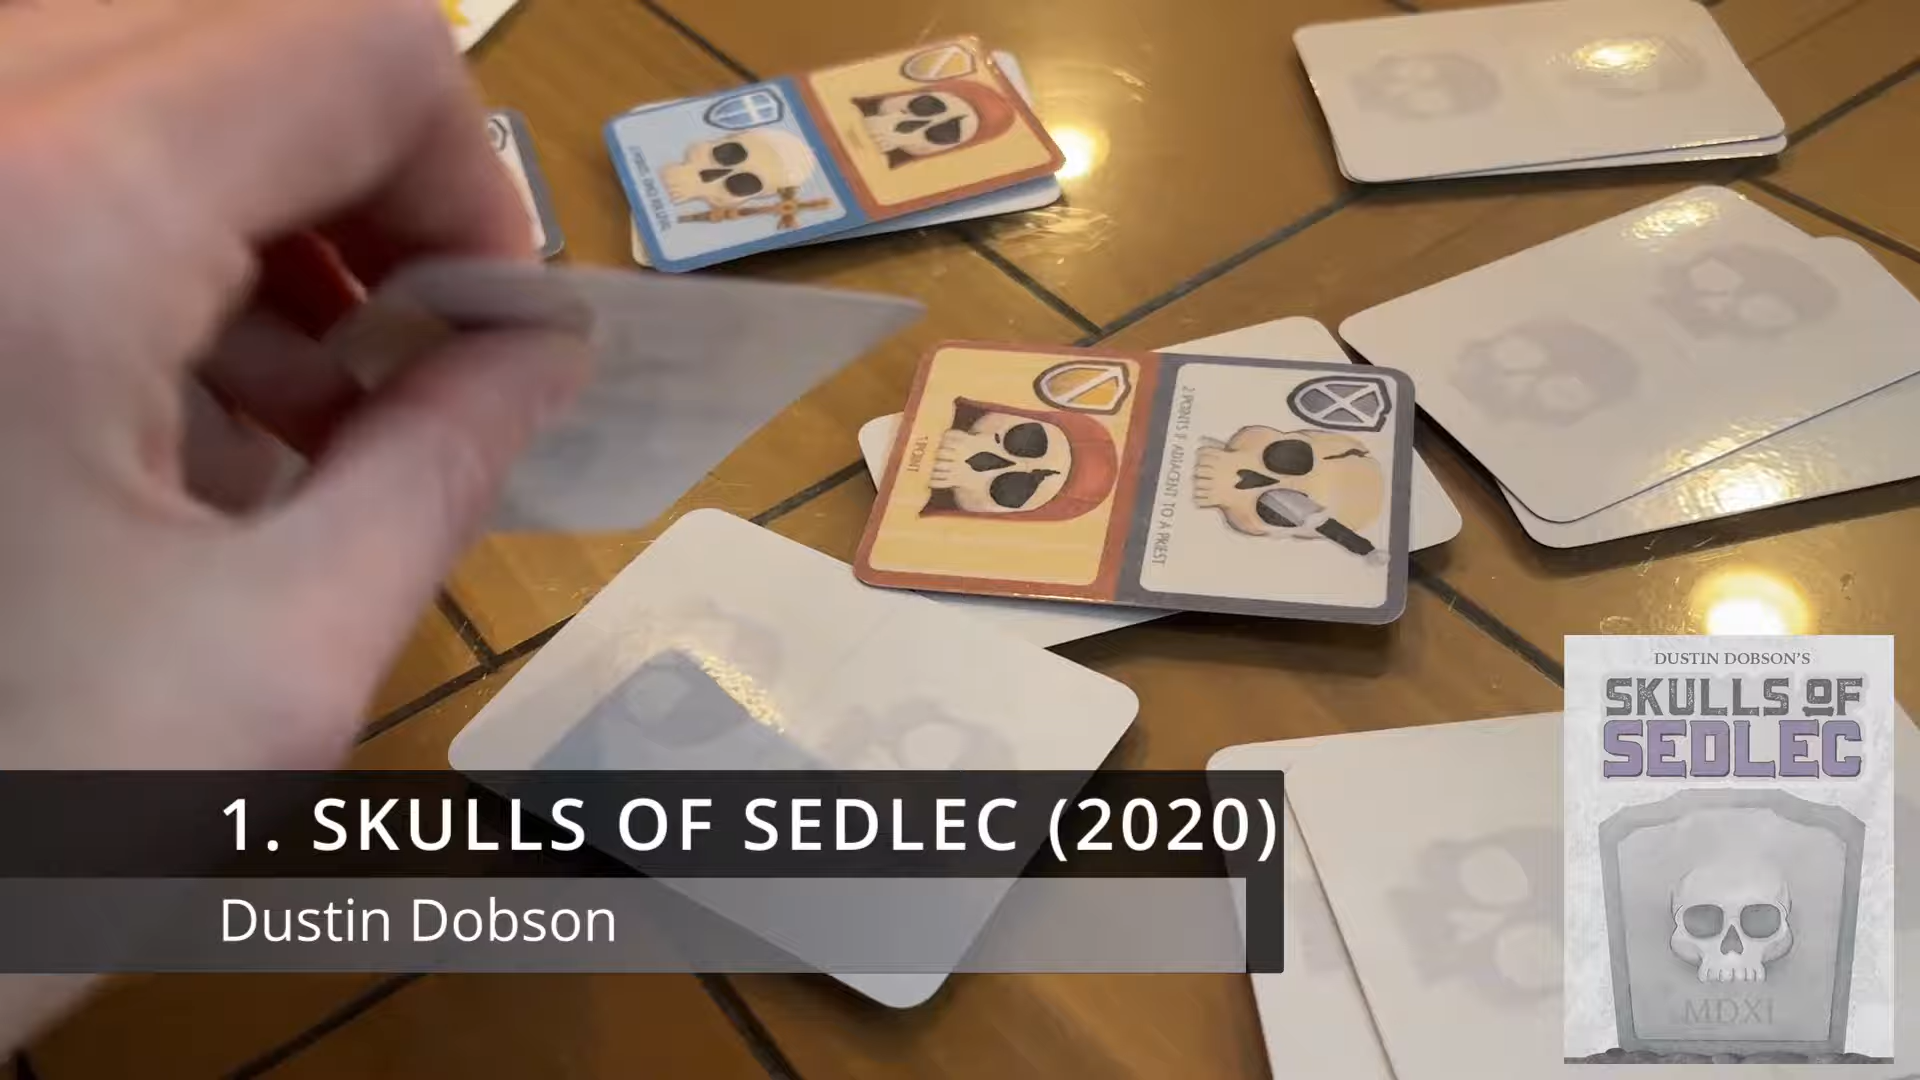 1 POINT
2 POINTS IF ADJACENT TO A PRIEST
DUSTIN DOBSON'S
SKULLS OF
SEDLEC
MDXI
1. SKULLS OF SEDLEC (2020)
Dustin Dobson